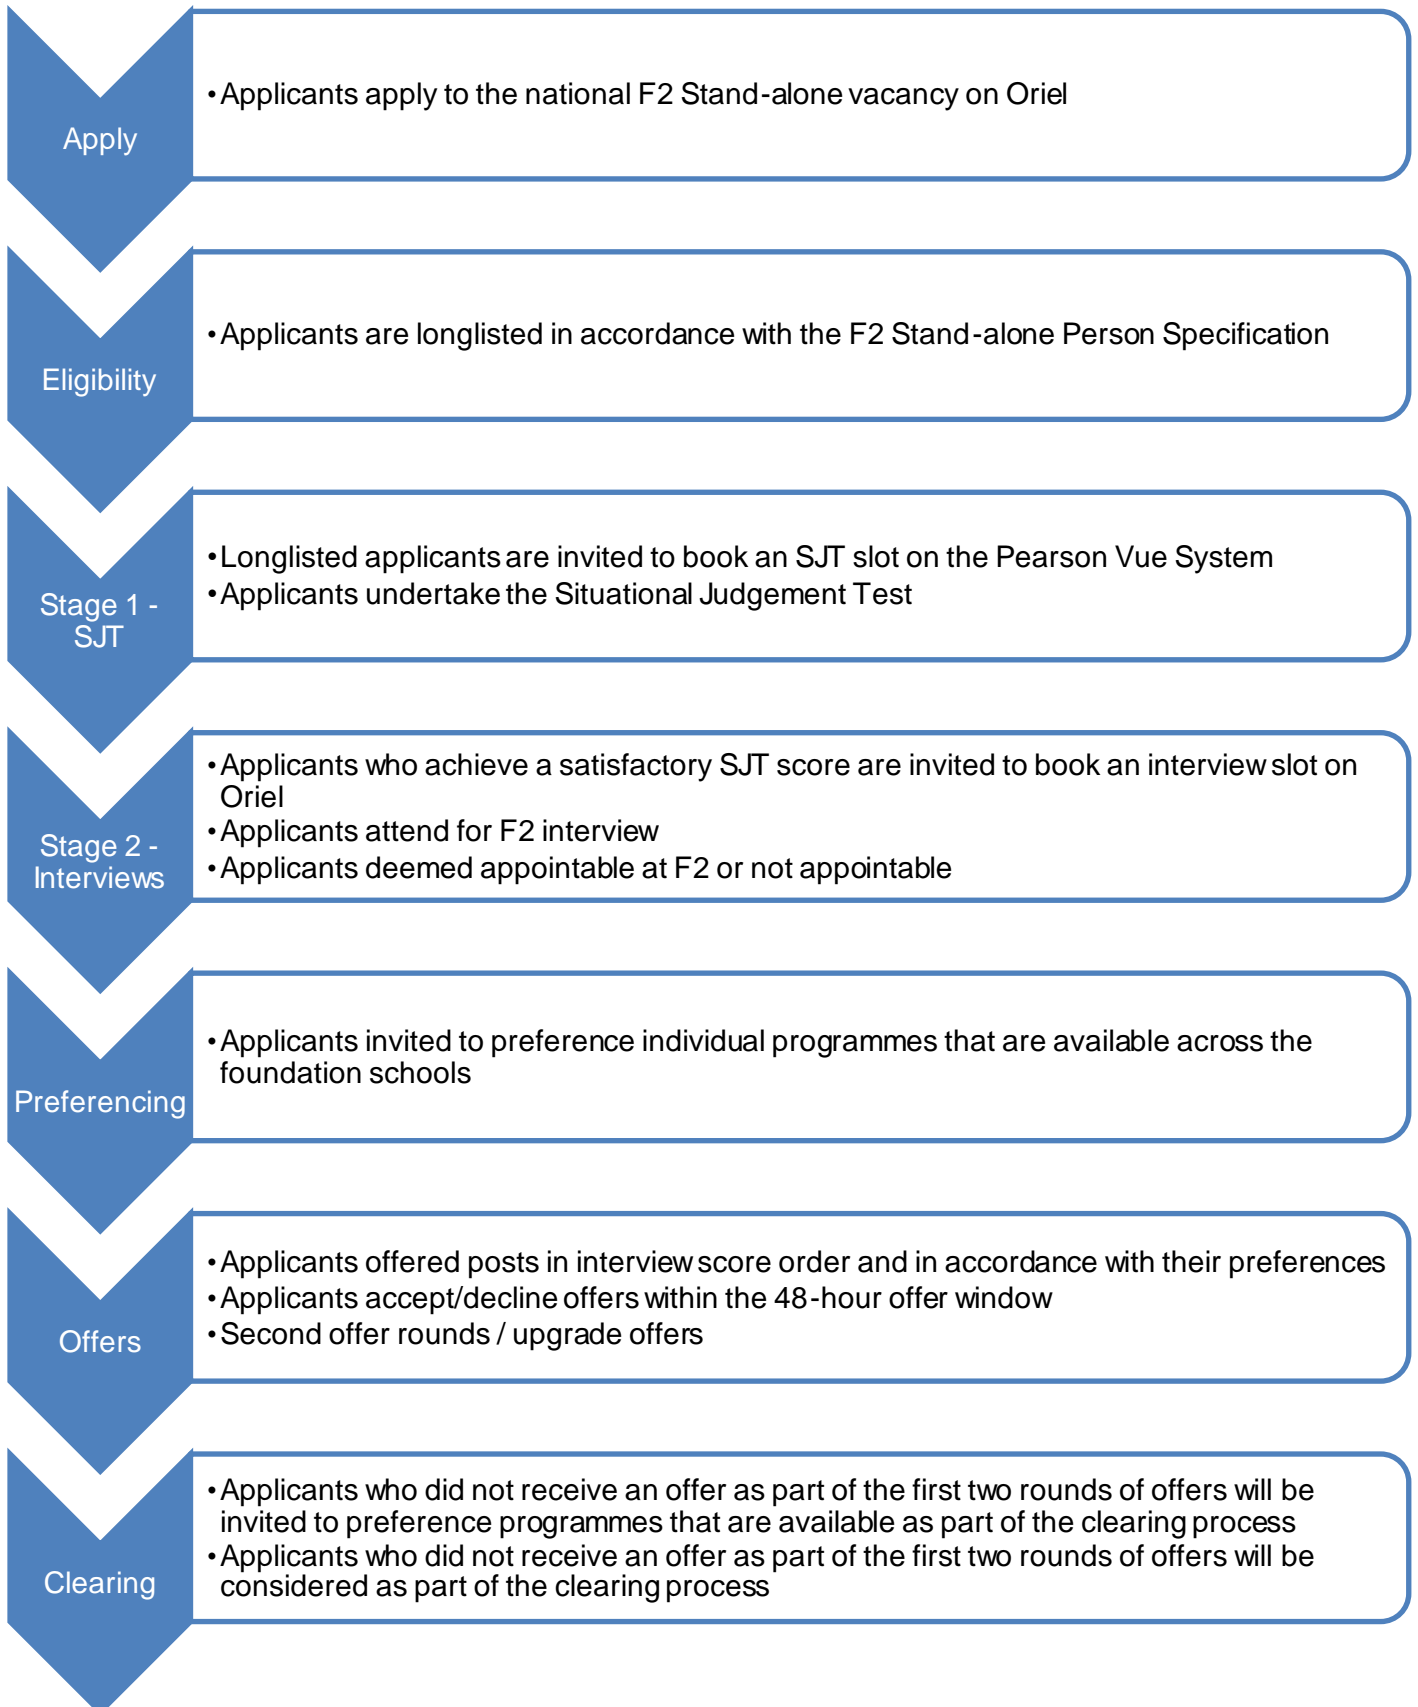 Apply
•Applicants apply to the national F2 Stand-alone vacancy on Oriel
Eligibility
•Applicants are longlisted in accordance with the F2 Stand-alone Person Specification
Stage 1 -
SJT
•Longlisted applicants are invited to book an SJT slot on the Pearson Vue System
•Applicants undertake the Situational Judgement Test
Stage 2 -
Interviews
•Applicants who achieve a satisfactory SJT score are invited to book an interview slot on
Oriel
•Applicants attend for F2 interview
•Applicants deemed appointable at F2 or not appointable
Preferencing
•Applicants invited to preference individual programmes that are available across the
foundation schools
Offers
•Applicants offered posts in interview score order and in accordance with their preferences
•Applicants accept/decline offers within the 48-hour offer window
•Second offer rounds / upgrade offers
Clearing
•Applicants who did not receive an offer as part of the first two rounds of offers will be
invited to preference programmes that are available as part of the clearing process
•Applicants who did not receive an offer as part of the first two rounds of offers will be
considered as part of the clearing process